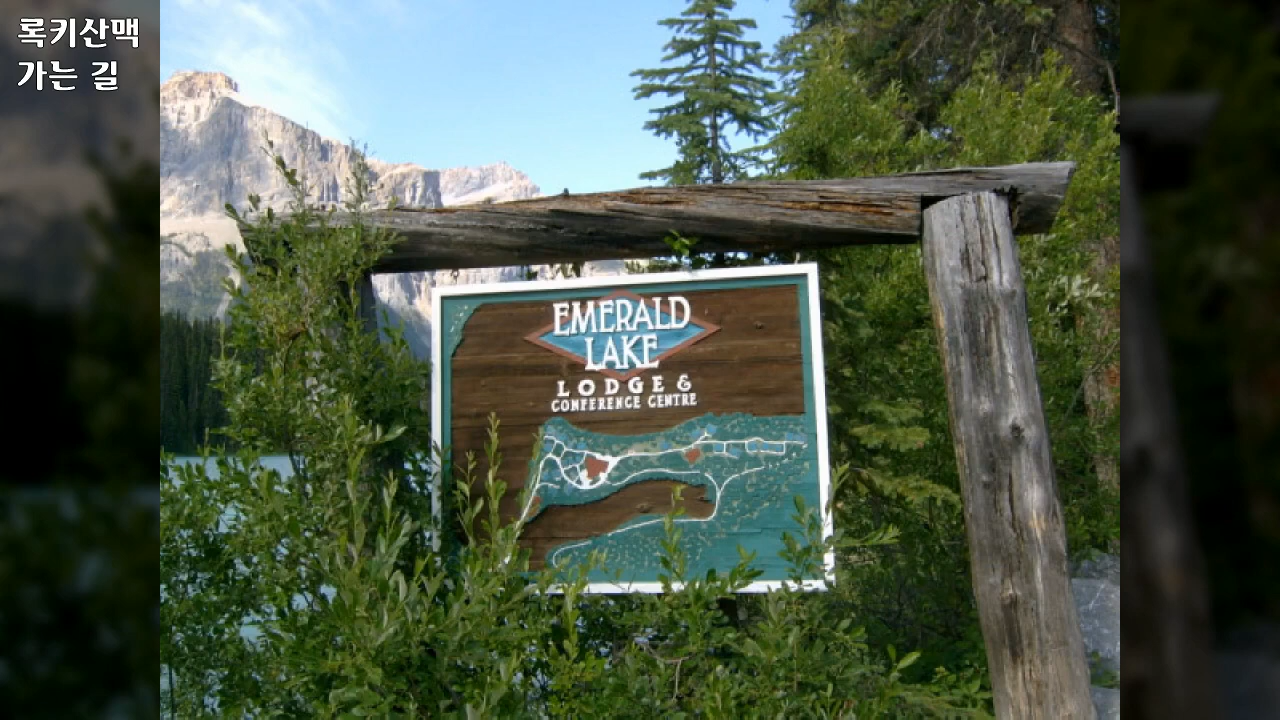 록키산맥
가는 길
EMERALD
LAKE
LODGE &
CONFERENCE CENTRE